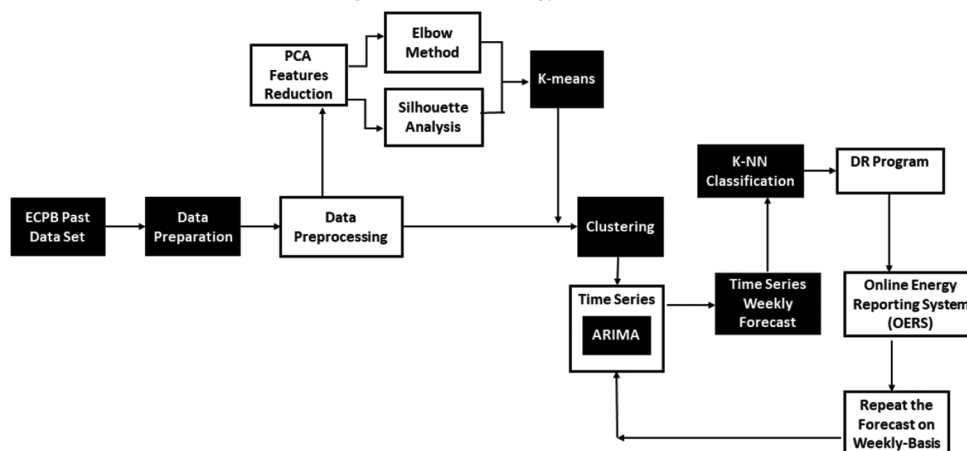 Elbow
Method
PCA
Features
Reduction
K-means
Silhouette
Analysis
K-NN
Classification
DR Program
ECPB Past
Data Set
Data
Preparation
Data
Preprocessing
Clustering
Time Series
ARIMA
Time Series
Weekly
Forecast
Online Energy
Reporting System
(OERS)
Repeat the
Forecast on
Weekly-Basis